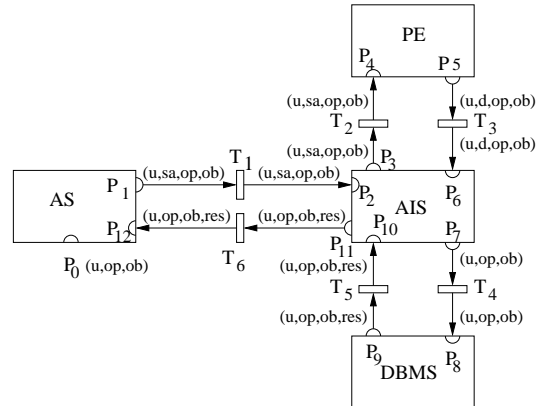 PE
P4 P5
(u,sa,op,ob) (u,d,op,ob)
T2 T3
(u,sa,op,ob) (u,d,op,ob)
P3
T1
(u,sa,op,ob) (u,sa,op,ob)
P1 P2 P6
AS AIS
(u,op,ob,res) (u,op,ob,res)
P12 P10 P7
P11
P0 (u,op,ob) T6
(u,op,ob,res) (u,op,ob)
T5 T4
(u,op,ob,res) (u,op,ob)
P9 P8
DBMS